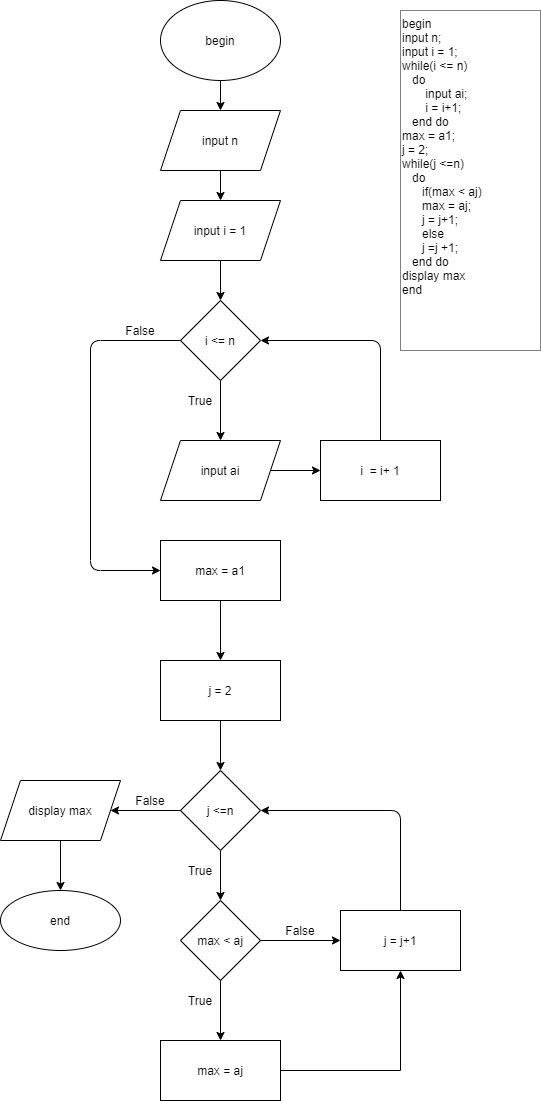 begin
input n
input i = 1
i <= n
False
True
input ai
i = i+ 1
max = a1
j = 2
j <=n
False
display max
end
True
max < aj
False
j = j+1
True
max = aj
begin
input n;
input i = 1;
while(i <= n)
do
input ai;
i = i+1;
end do
max = a1;
j = 2;
while(j <=n)
do
if(max < aj)
max = aj;
j = j+1;
else
j =j +1;
end do
display max
end